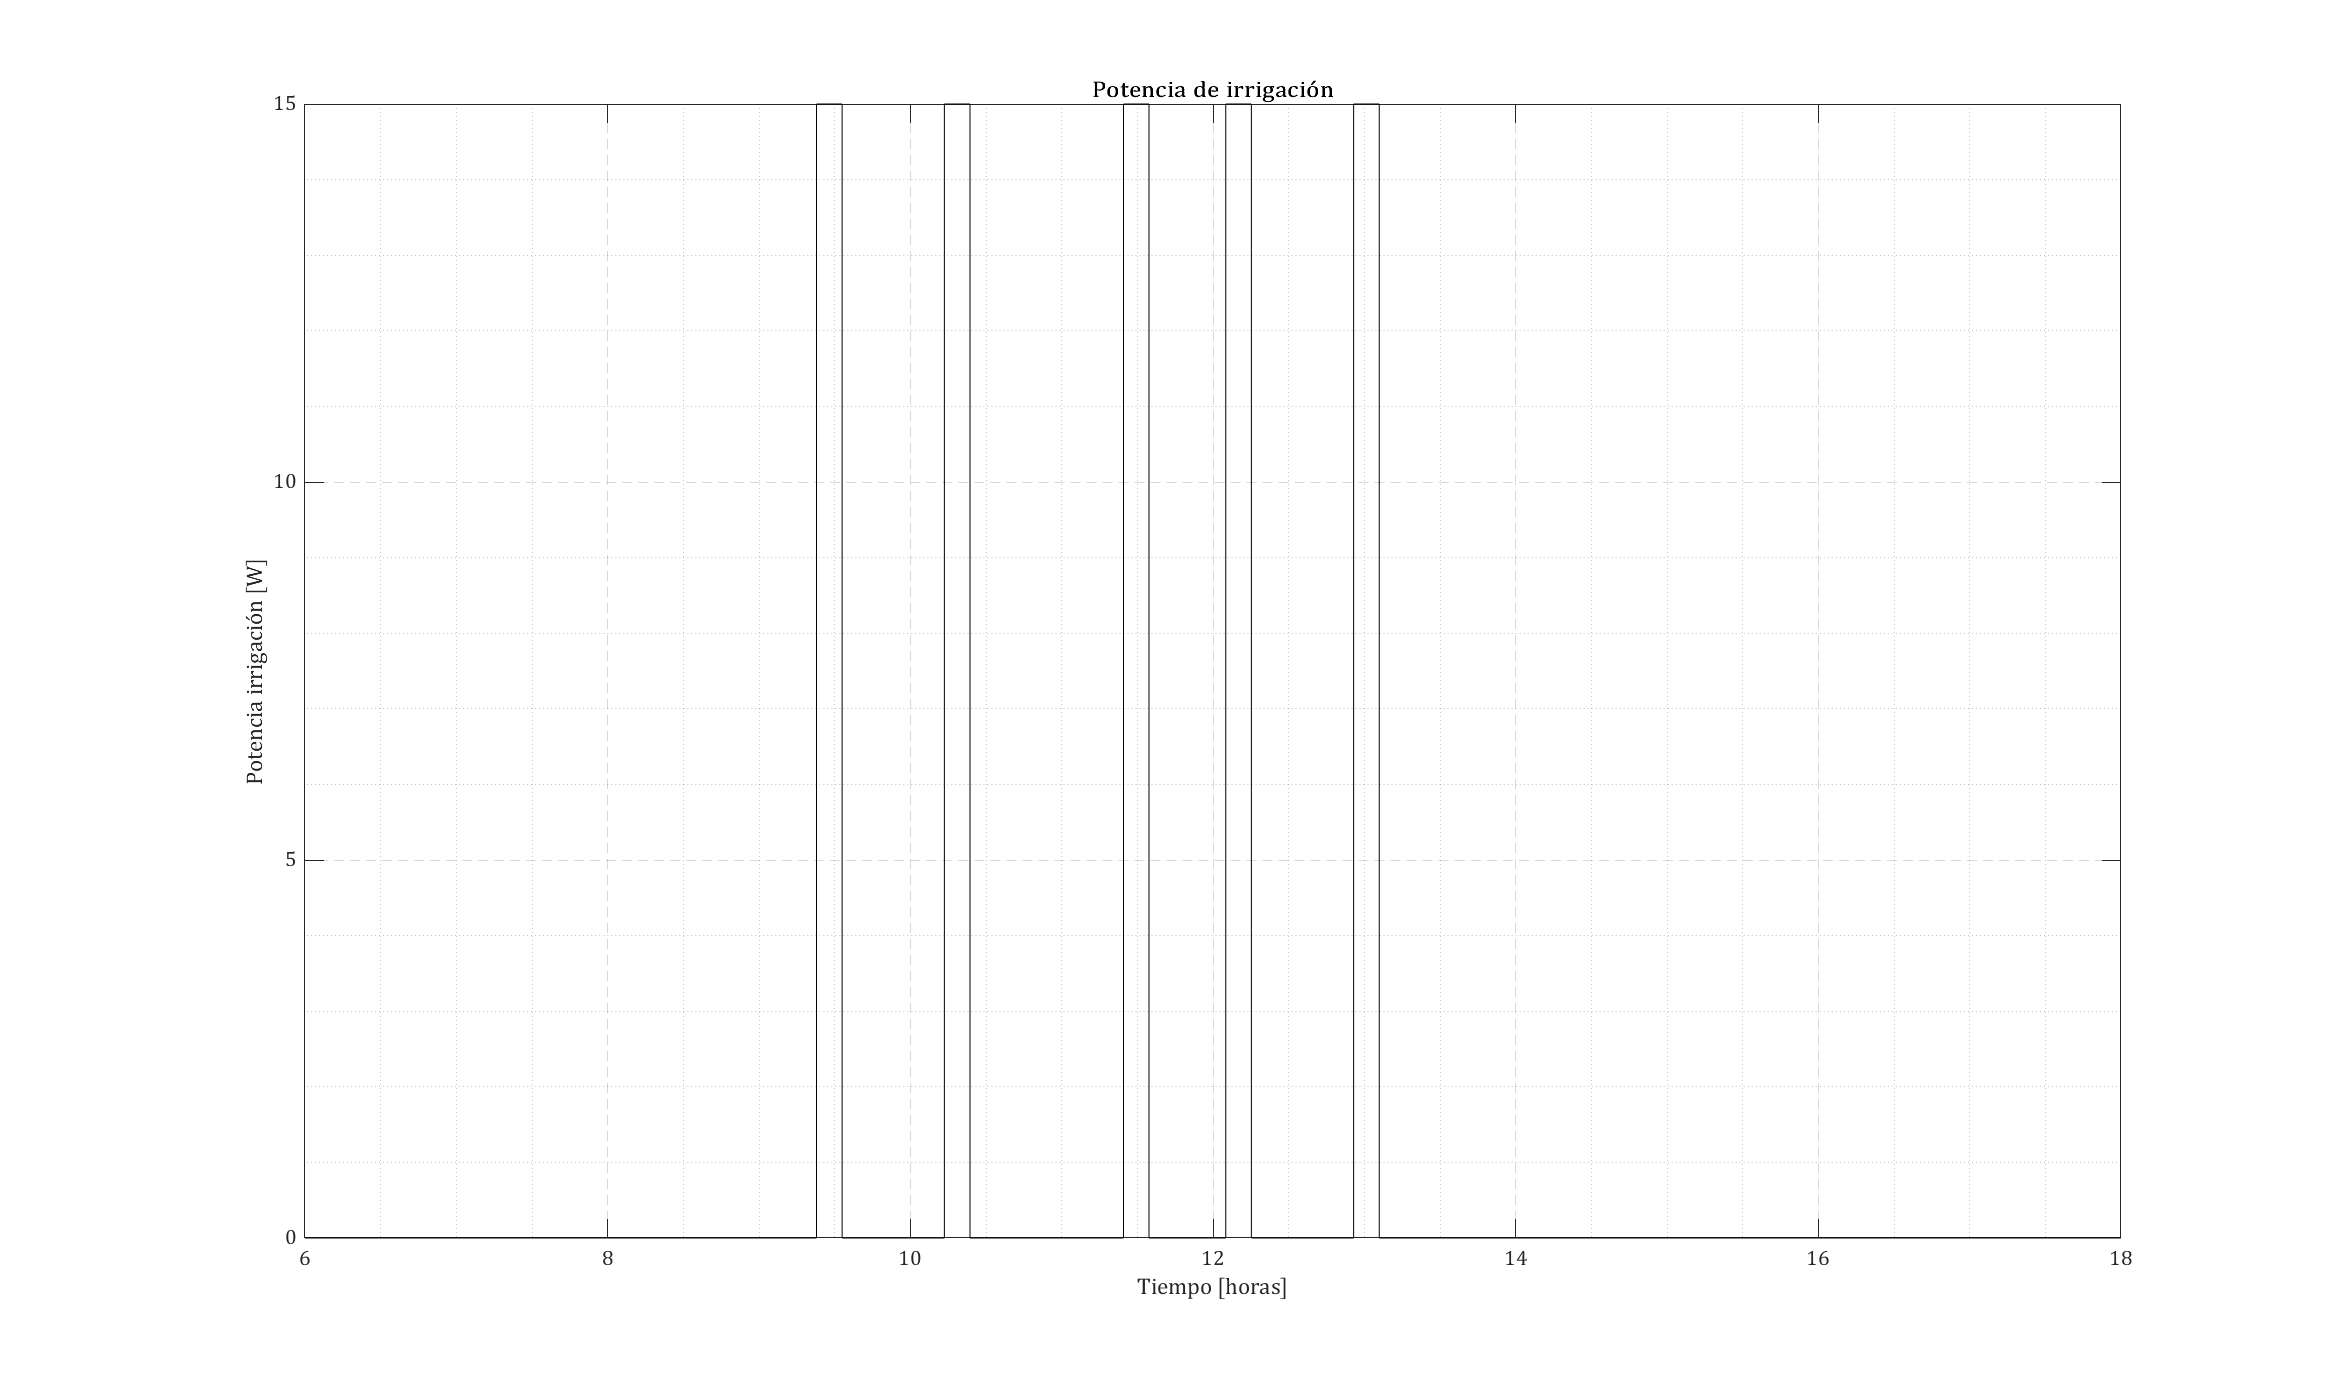 Potencia de irrigación
15
10
5
0
Potencia irrigación [W]
6 8 10 12 14 16 18
Tiempo [horas]